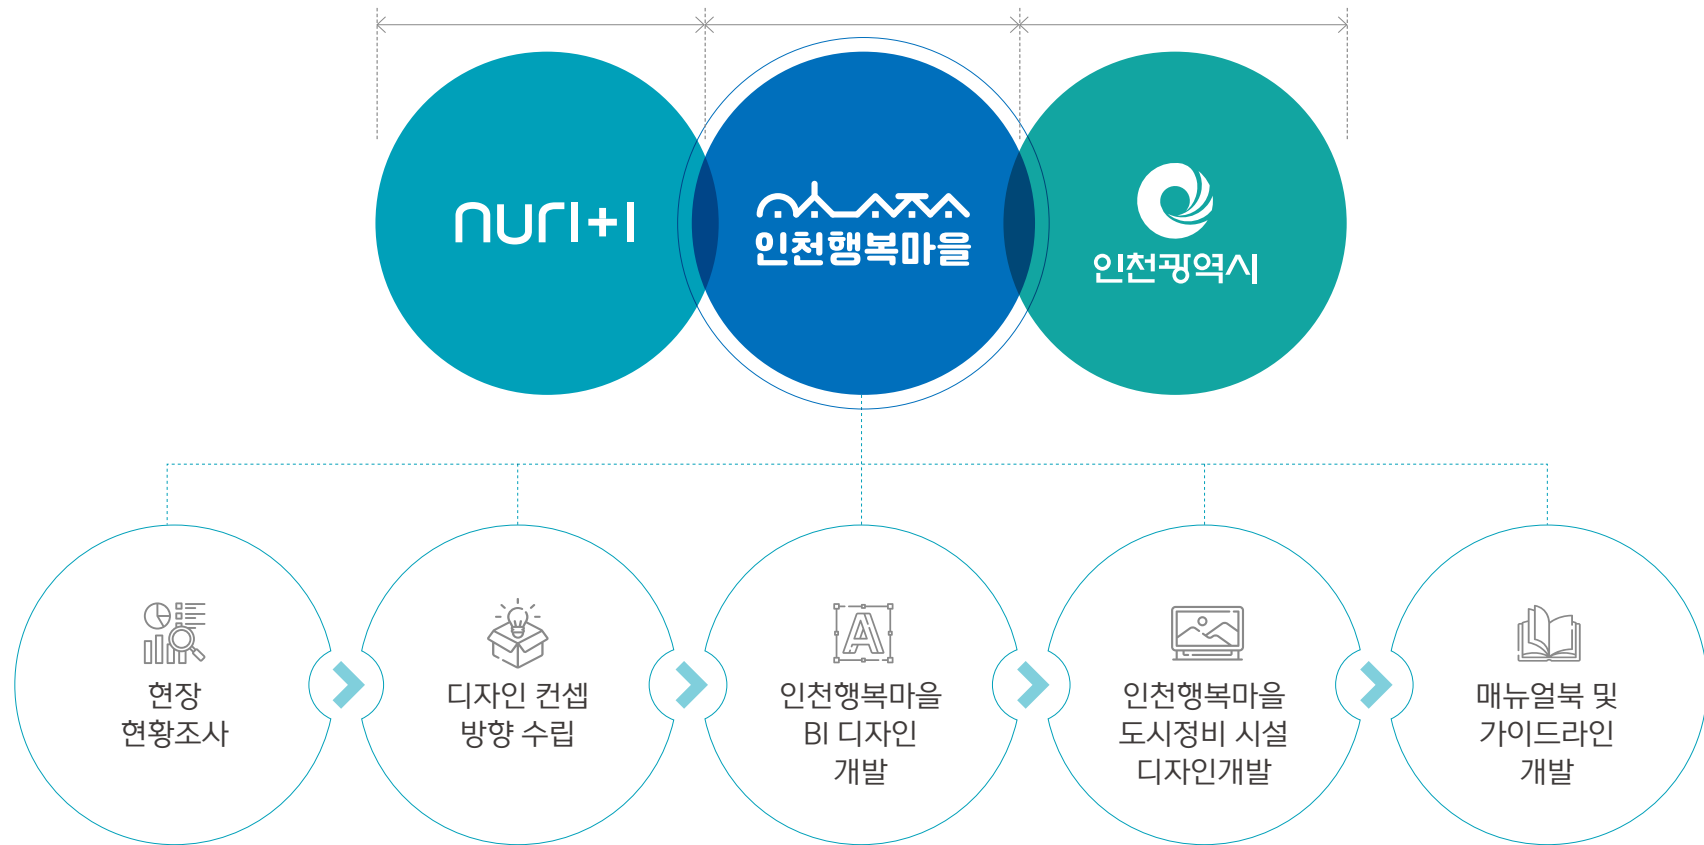 nuri+i
인천행복마을
인천광역시
현장
현황조사
디자인 컨셉
방향 수립
인천행복마을
BI 디자인
개발
인천행복마을
도시정비 시설
디자인개발
매뉴얼북 및
가이드라인
개발